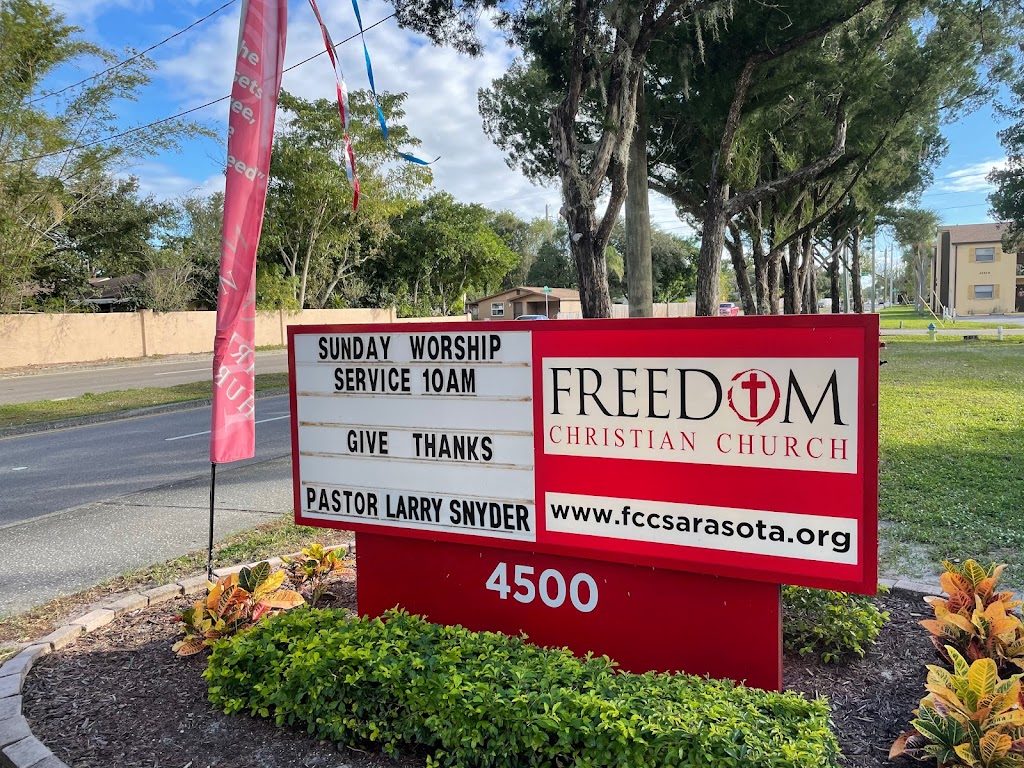 SUNDAY WORSHIP
SERVICE 10AM
GIVE THANKS
PASTOR LARRY SNYDER
FREEDOM
CHRISTIAN CHURCH
www.fccsarasota.org
4500